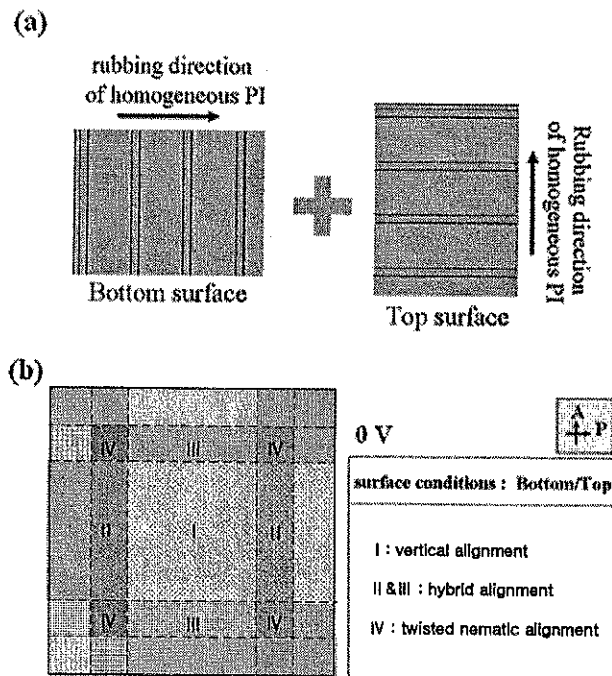 (a)
rubbing direction
of homogeneous PI
Bottom surface
Rubbing direction
of homogeneous PI
Top surface
(b)
IV
III
IV
II
I
II
IV
III
IV
0 V
A
P
surface conditions : Bottom/Top
I : vertical alignment
II & III : hybrid alignment
IV : twisted nematic alignment